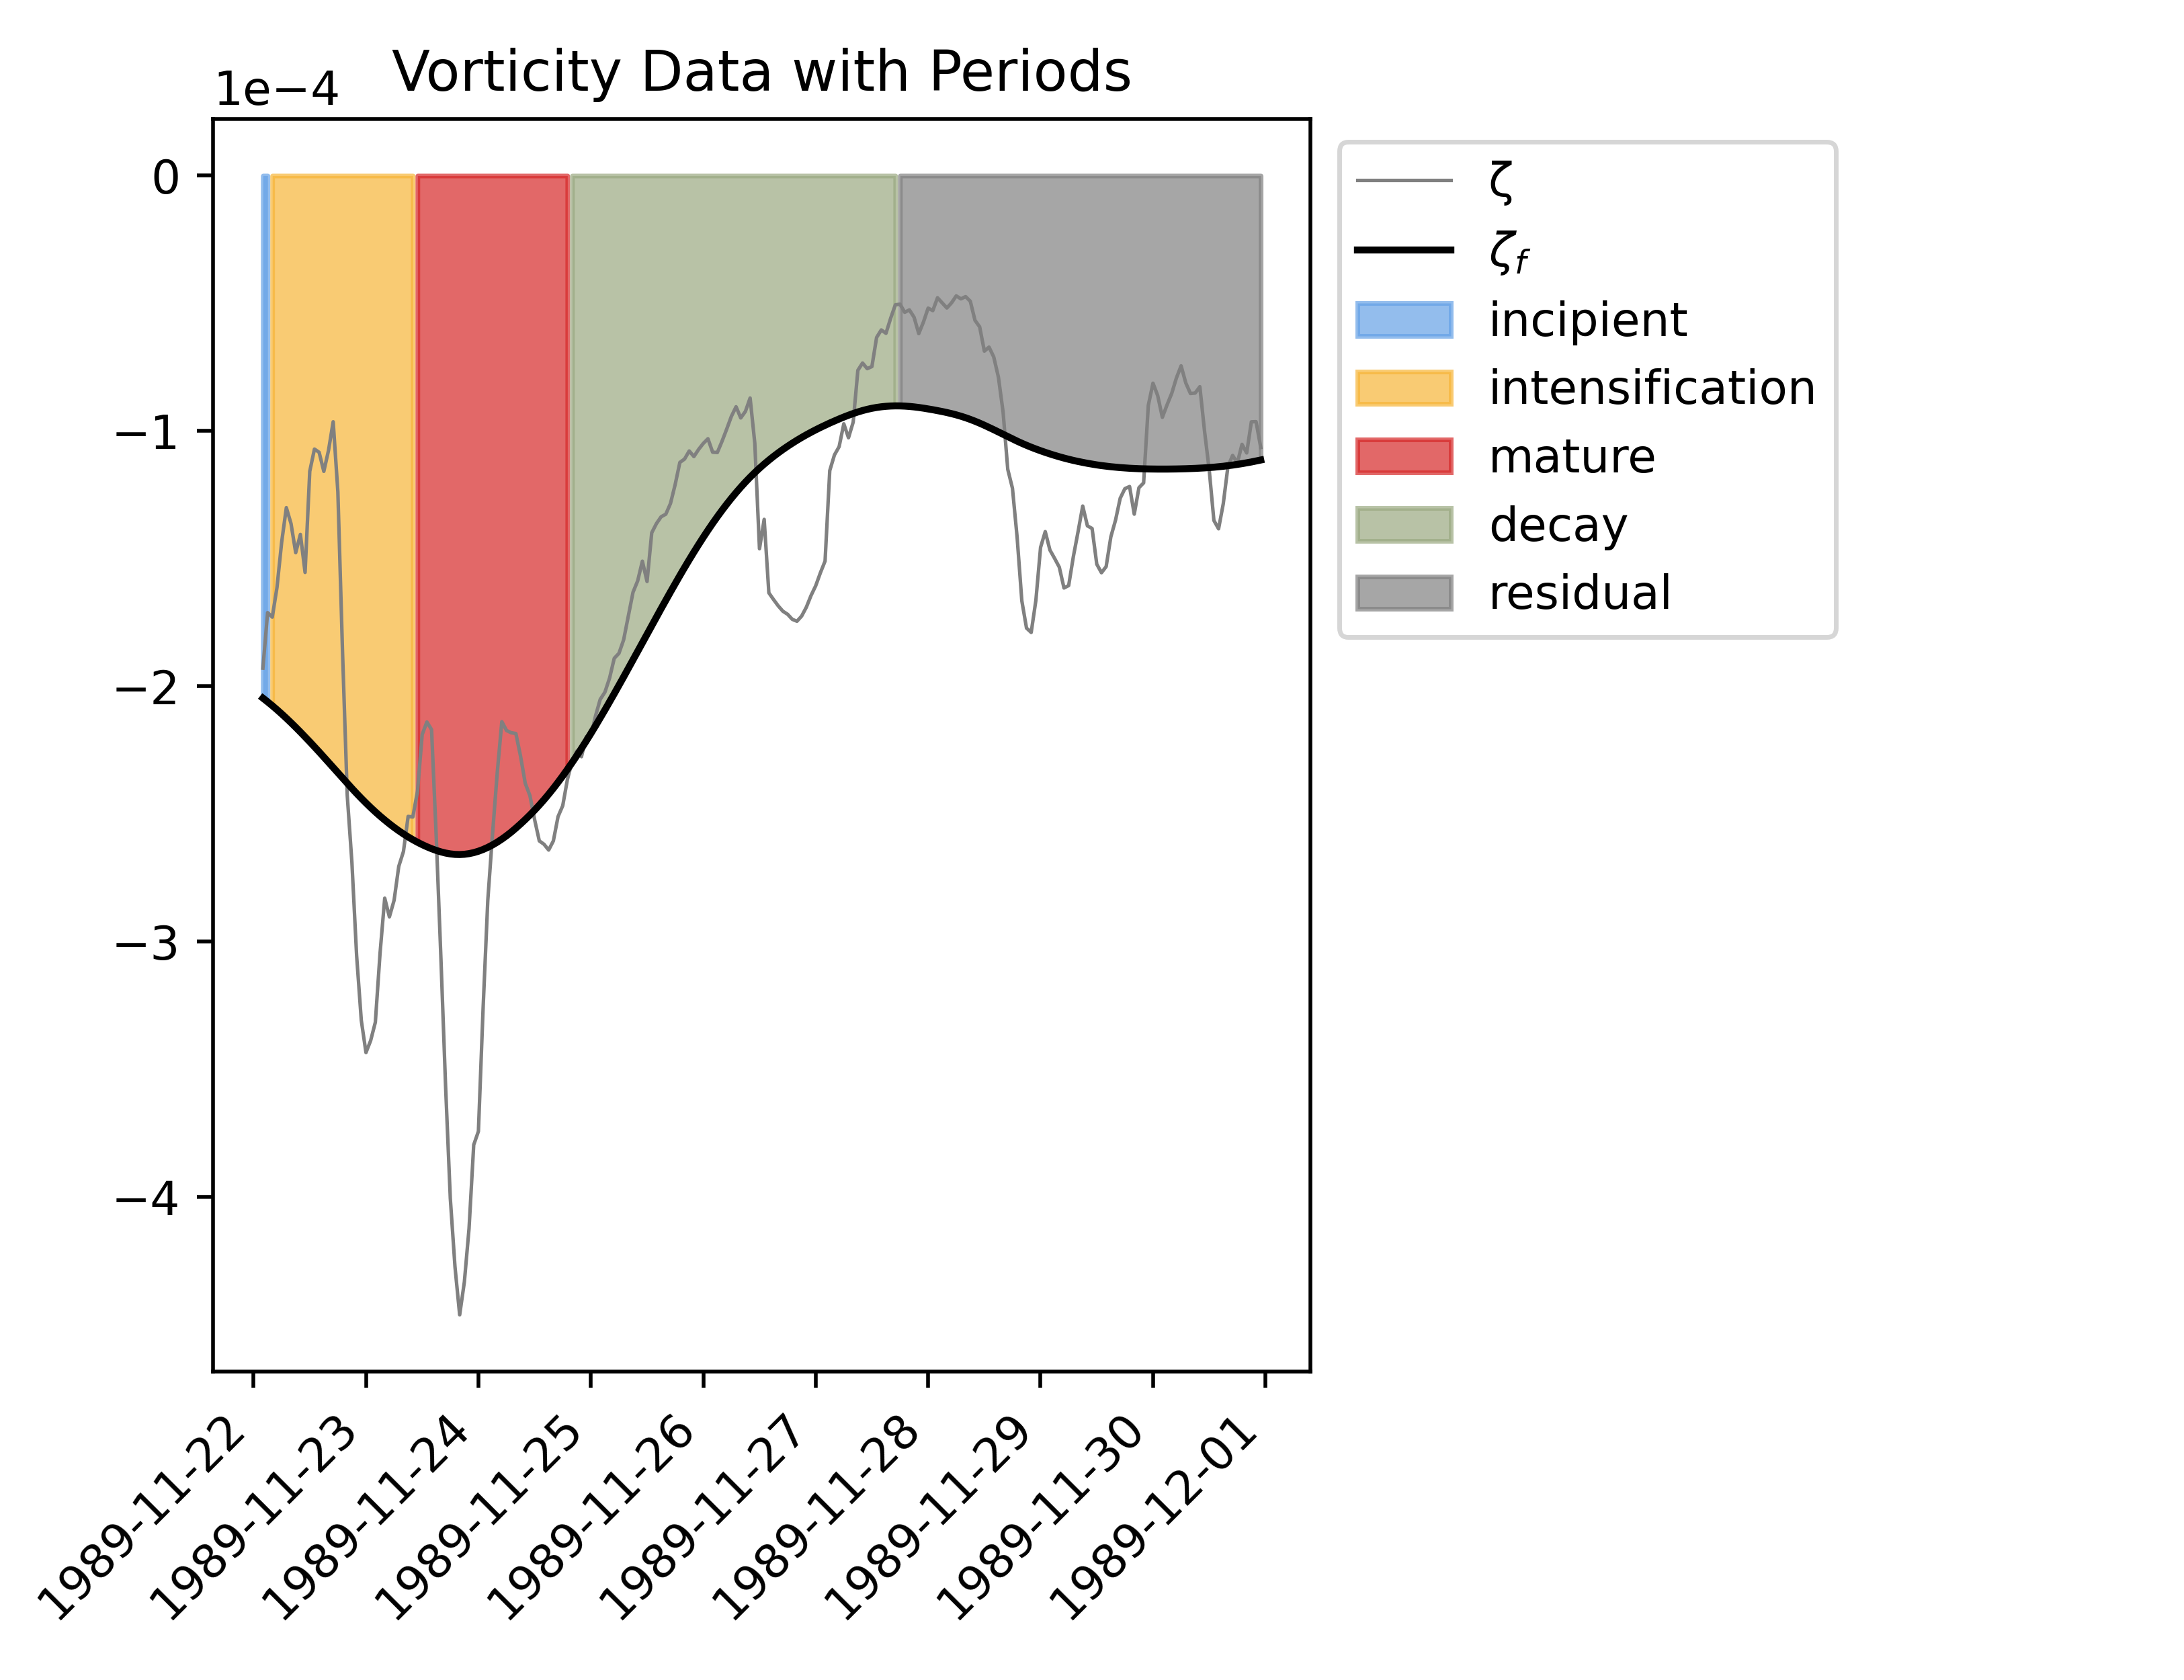 Vorticity Data with Periods
1e−4
0
−1
−2
−3
−4
1989-11-22
1989-11-23
1989-11-24
1989-11-25
1989-11-26
1989-11-27
1989-11-28
1989-11-29
1989-11-30
1989-12-01
ζ
ζf
incipient
intensification
mature
decay
residual